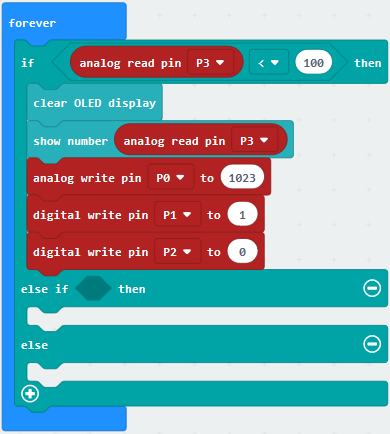 forever
if analog read pin P3 < 100 then
clear OLED display
show number analog read pin P3
analog write pin P0 to 1023
digital write pin P1 to 1
digital write pin P2 to 0
else if then
else